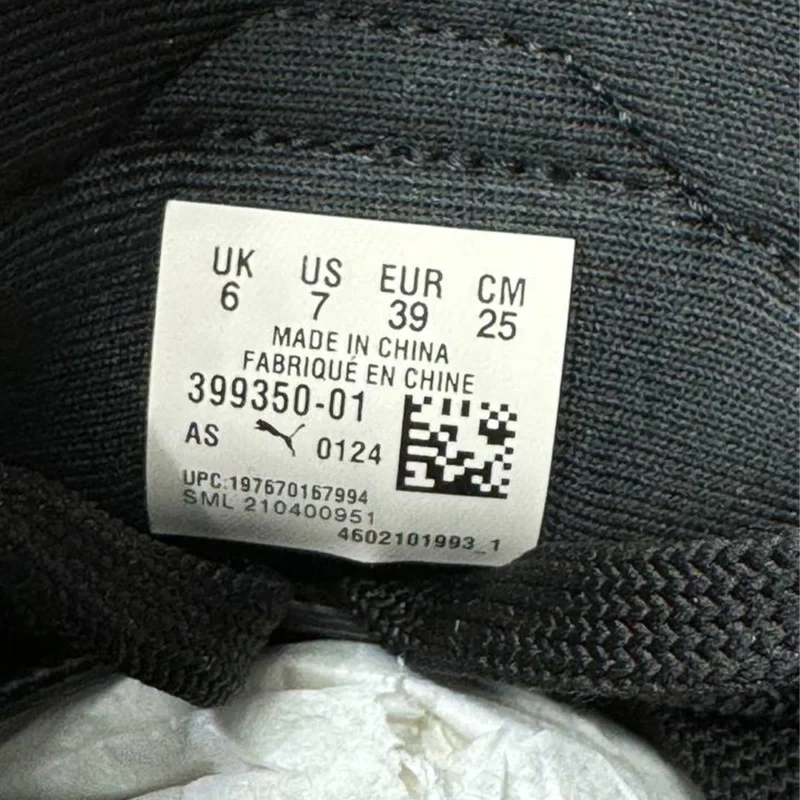 UK US EUR CM
6 7 39 25
MADE IN CHINA
FABRIQUÉ EN CHINE
399350-01
AS 0124
UPC:197670167994
SML 210400951
4602101993_1